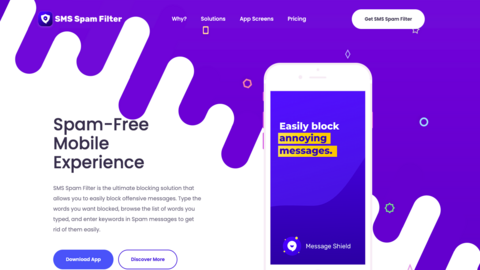 SMS Spam Filter
Why? Solutions App Screens Pricing
Get SMS Spam Filter
Spam-Free
Mobile
Experience
SMS Spam Filter is the ultimate blocking solution that
allows you to easily block offensive messages. Type the
words you want blocked, browse the list of words you
typed, and enter keywords in Spam messages to get
rid of them easily.
Download App Discover More
Easily block
annoying
messages.
Message Shield